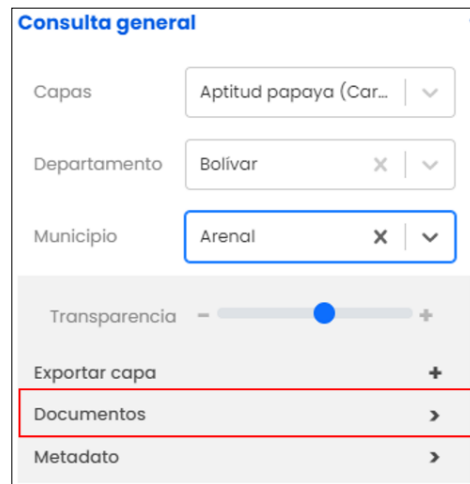 Consulta general
Capas Aptitud papaya (Car...
Departamento Bolívar
Municipio Arenal
Transparencia - +
Exportar capa +
Documentos >
Metadato >